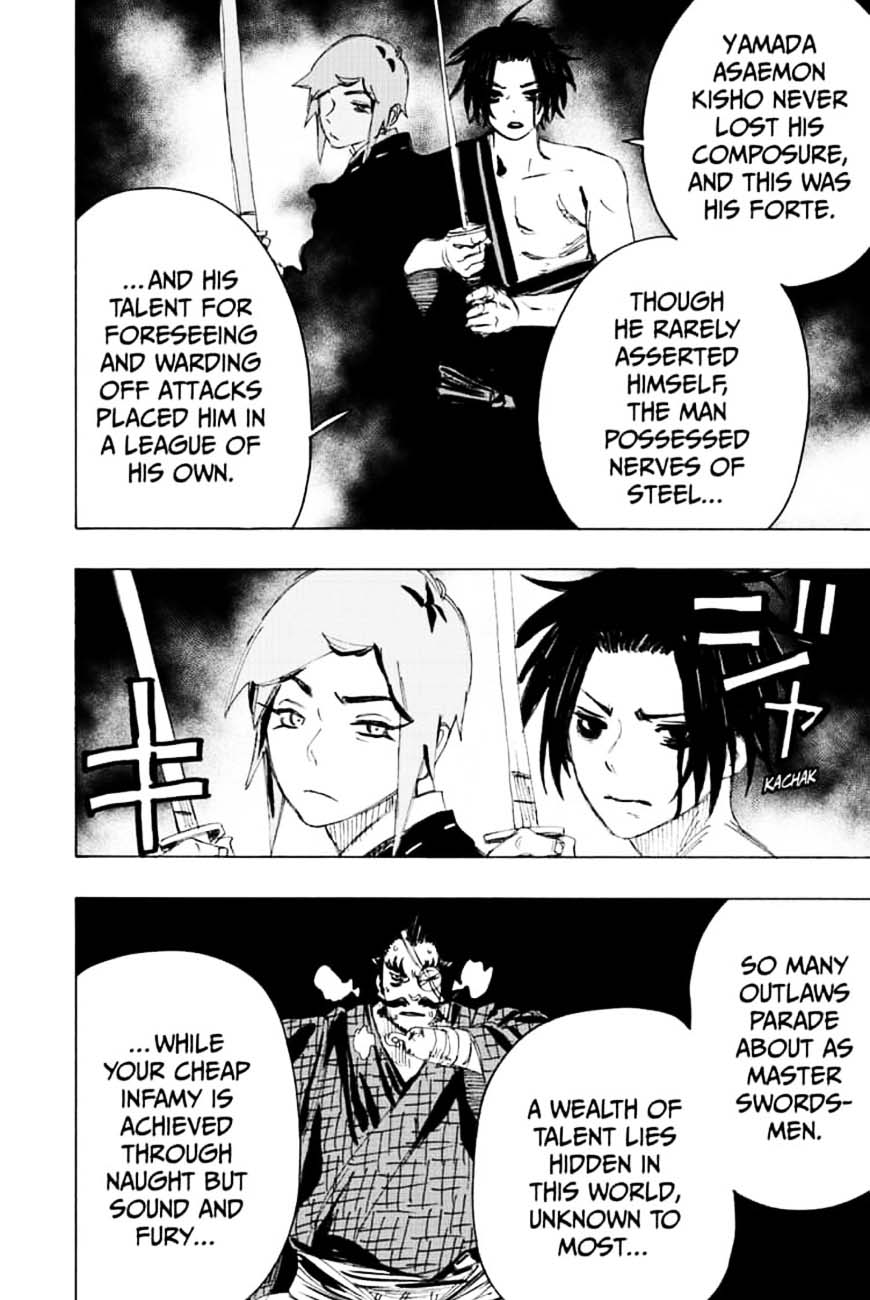 YAMADA
ASAEMON
KISHO NEVER
LOST HIS
COMPOSURE,
AND THIS WAS
HIS FORTE.
THOUGH
HE RARELY
ASSERTED
HIMSELF,
THE MAN
POSSESSED
NERVES OF
STEEL...
...AND HIS
TALENT FOR
FORESEEING
AND WARDING
OFF ATTACKS
PLACED HIM IN
A LEAGUE OF
HIS OWN.
KACHAK
SO MANY
OUTLAWS
PARADE
ABOUT AS
MASTER
SWORDS-
MEN.
A WEALTH OF
TALENT LIES
HIDDEN IN
THIS WORLD,
UNKNOWN TO
MOST...
...WHILE
YOUR CHEAP
INFAMY IS
ACHIEVED
THROUGH
NAUGHT BUT
SOUND AND
FURY...